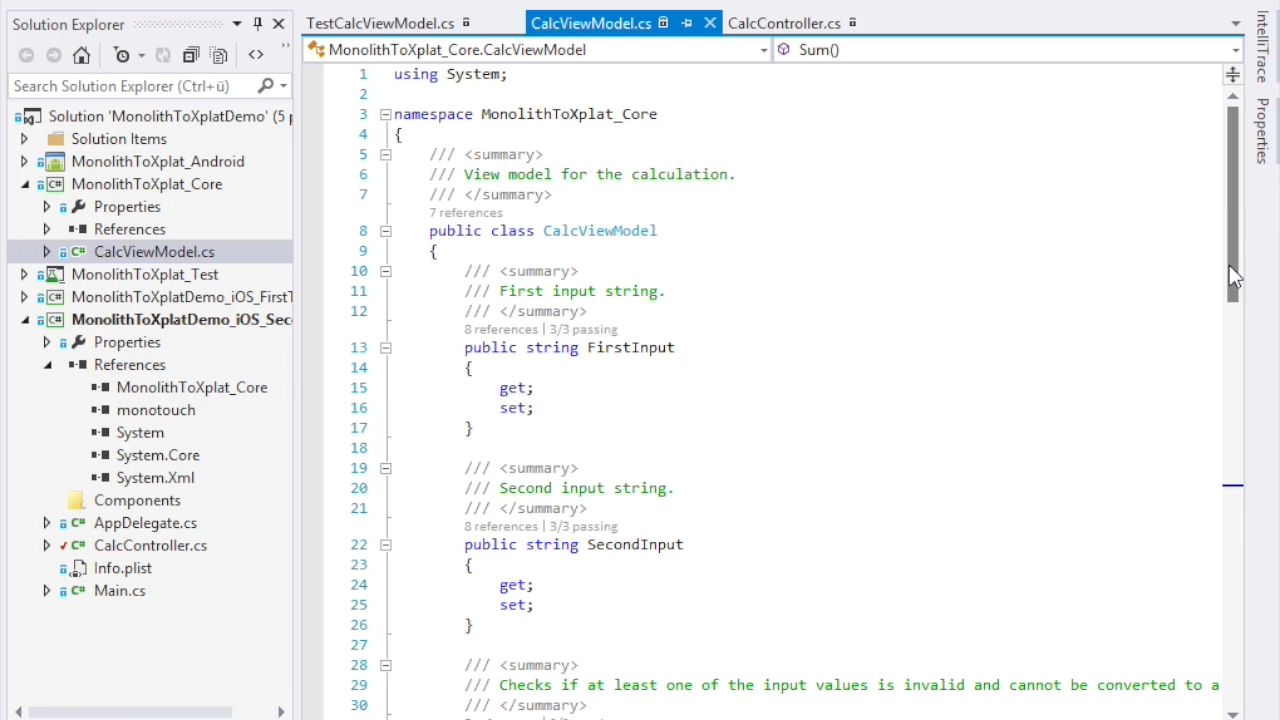 Solution Explorer
Search Solution Explorer (Ctrl+ü)
Solution 'MonolithToXplatDemo' (5 p
Solution Items
MonolithToXplat_Android
MonolithToXplat_Core
Properties
References
CalcViewModel.cs
MonolithToXplat_Test
MonolithToXplatDemo_iOS_FirstT
MonolithToXplatDemo_iOS_Sec
Properties
References
MonolithToXplat_Core
monotouch
System
System.Core
System.Xml
Components
AppDelegate.cs
CalcController.cs
Info.plist
Main.cs
TestCalcViewModel.cs CalcViewModel.cs CalcController.cs
MonolithToXplat_Core.CalcViewModel Sum()
1 using System;
2
3 namespace MonolithToXplat_Core
4 {
5 /// <summary>
6 /// View model for the calculation.
7 /// </summary>
7 references
8 public class CalcViewModel
9 {
10 /// <summary>
11 /// First input string.
12 /// </summary>
8 references | 3/3 passing
13 public string FirstInput
14 {
15 get;
16 set;
17 }
18
19 /// <summary>
20 /// Second input string.
21 /// </summary>
8 references | 3/3 passing
22 public string SecondInput
23 {
24 get;
25 set;
26 }
27
28 /// <summary>
29 /// Checks if at least one of the input values is invalid and cannot be converted to a
30 /// </summary>
IntelliTrace
Properties